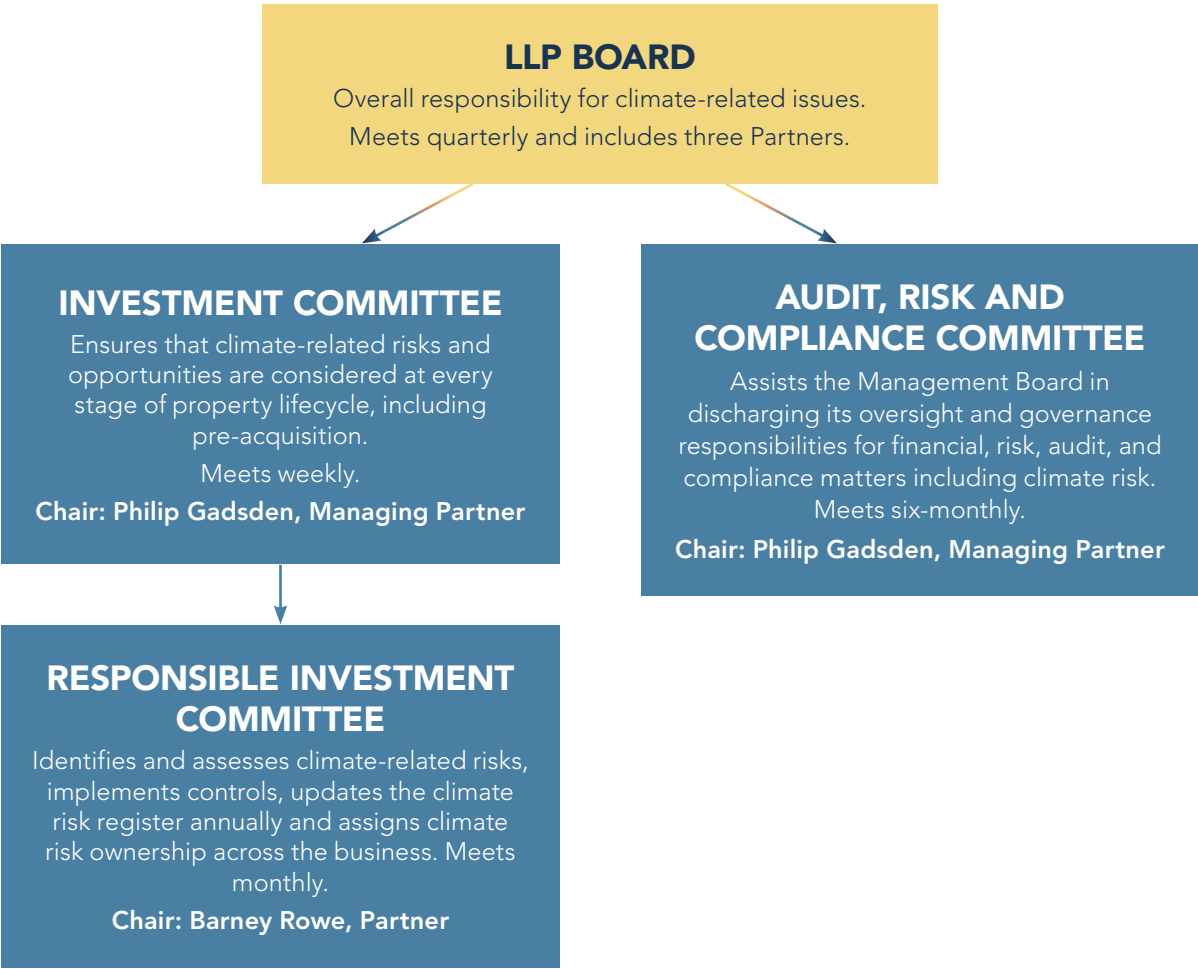 LLP BOARD
Overall responsibility for climate-related issues.
Meets quarterly and includes three Partners.
INVESTMENT COMMITTEE
Ensures that climate-related risks and
opportunities are considered at every
stage of property lifecycle, including
pre-acquisition.
Meets weekly.
Chair: Philip Gadsden, Managing Partner
AUDIT, RISK AND
COMPLIANCE COMMITTEE
Assists the Management Board in
discharging its oversight and governance
responsibilities for financial, risk, audit, and
compliance matters including climate risk.
Meets six-monthly.
Chair: Philip Gadsden, Managing Partner
RESPONSIBLE INVESTMENT
COMMITTEE
Identifies and assesses climate-related risks,
implements controls, updates the climate
risk register annually and assigns climate
risk ownership across the business. Meets
monthly.
Chair: Barney Rowe, Partner